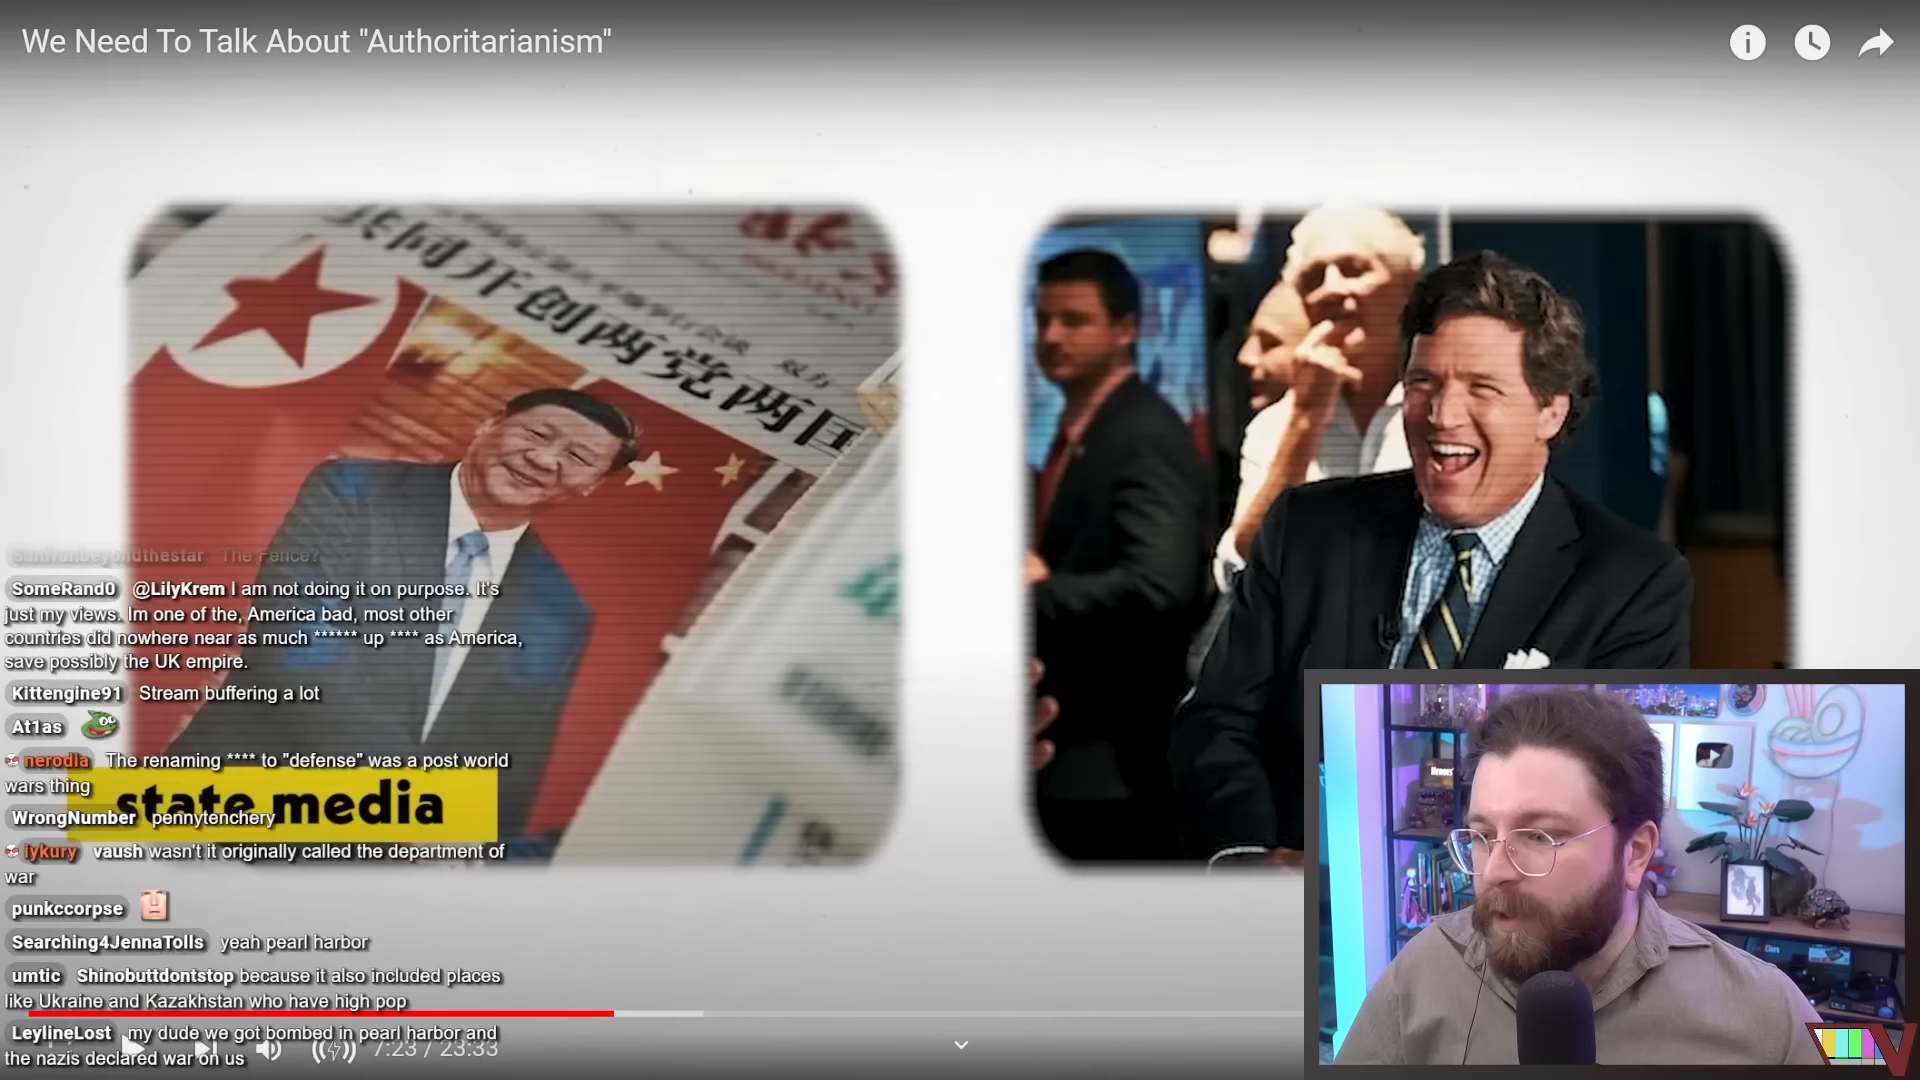 We Need To Talk About "Authoritarianism"
共同开创两党两国
双方
The Fence?
SomeRand0 @LilyKrem I am not doing it on purpose. It's
just my views. Im one of the, America bad, most other
countries did nowhere near as much ****** up **** as America,
save possibly the UK empire.
Kittengine91 Stream buffering a lot
At1as
nerodia The renaming **** to "defense" was a post world
wars thing
state media
WrongNumber pennytenchery
iykury vaush wasn't it originally called the department of
war
punkccorpse
Searching4JennaTolls yeah pearl harbor
umtic Shinobuttdontstop because it also included places
like Ukraine and Kazakhstan who have high pop
LeylineLost my dude we got bombed in pearl harbor and
the nazis declared war on us
7:23 / 23:33